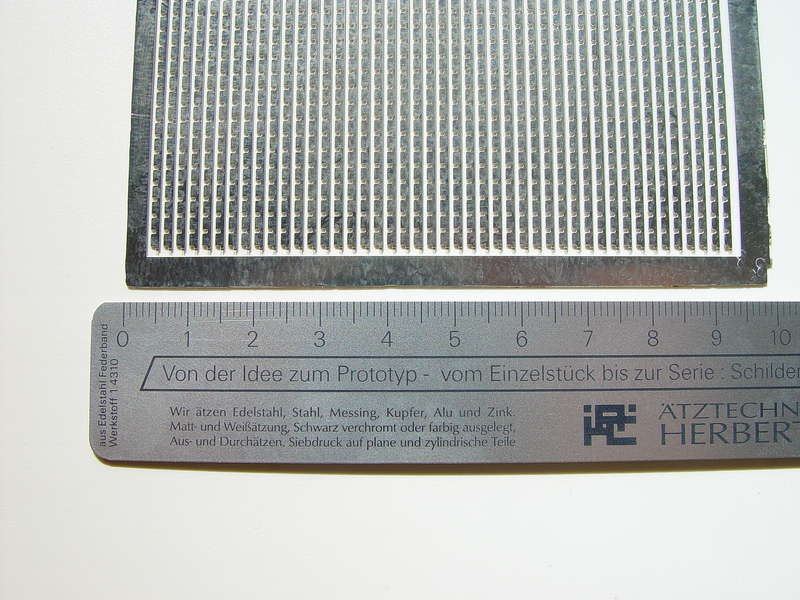 0 1 2 3 4 5 6 7 8 9 10
aus Edelstahl Federband
Werkstoff 1.4310
Von der Idee zum Prototyp - vom Einzelstück bis zur Serie : Schilder
Wir ätzen Edelstahl, Stahl, Messing, Kupfer, Alu und Zink.
Matt- und Weißätzung, Schwarz verchromt oder farbig ausgelegt,
Aus- und Durchätzen. Siebdruck auf plane und zylindrische Teile
ÄTZTECHN
HERBERT